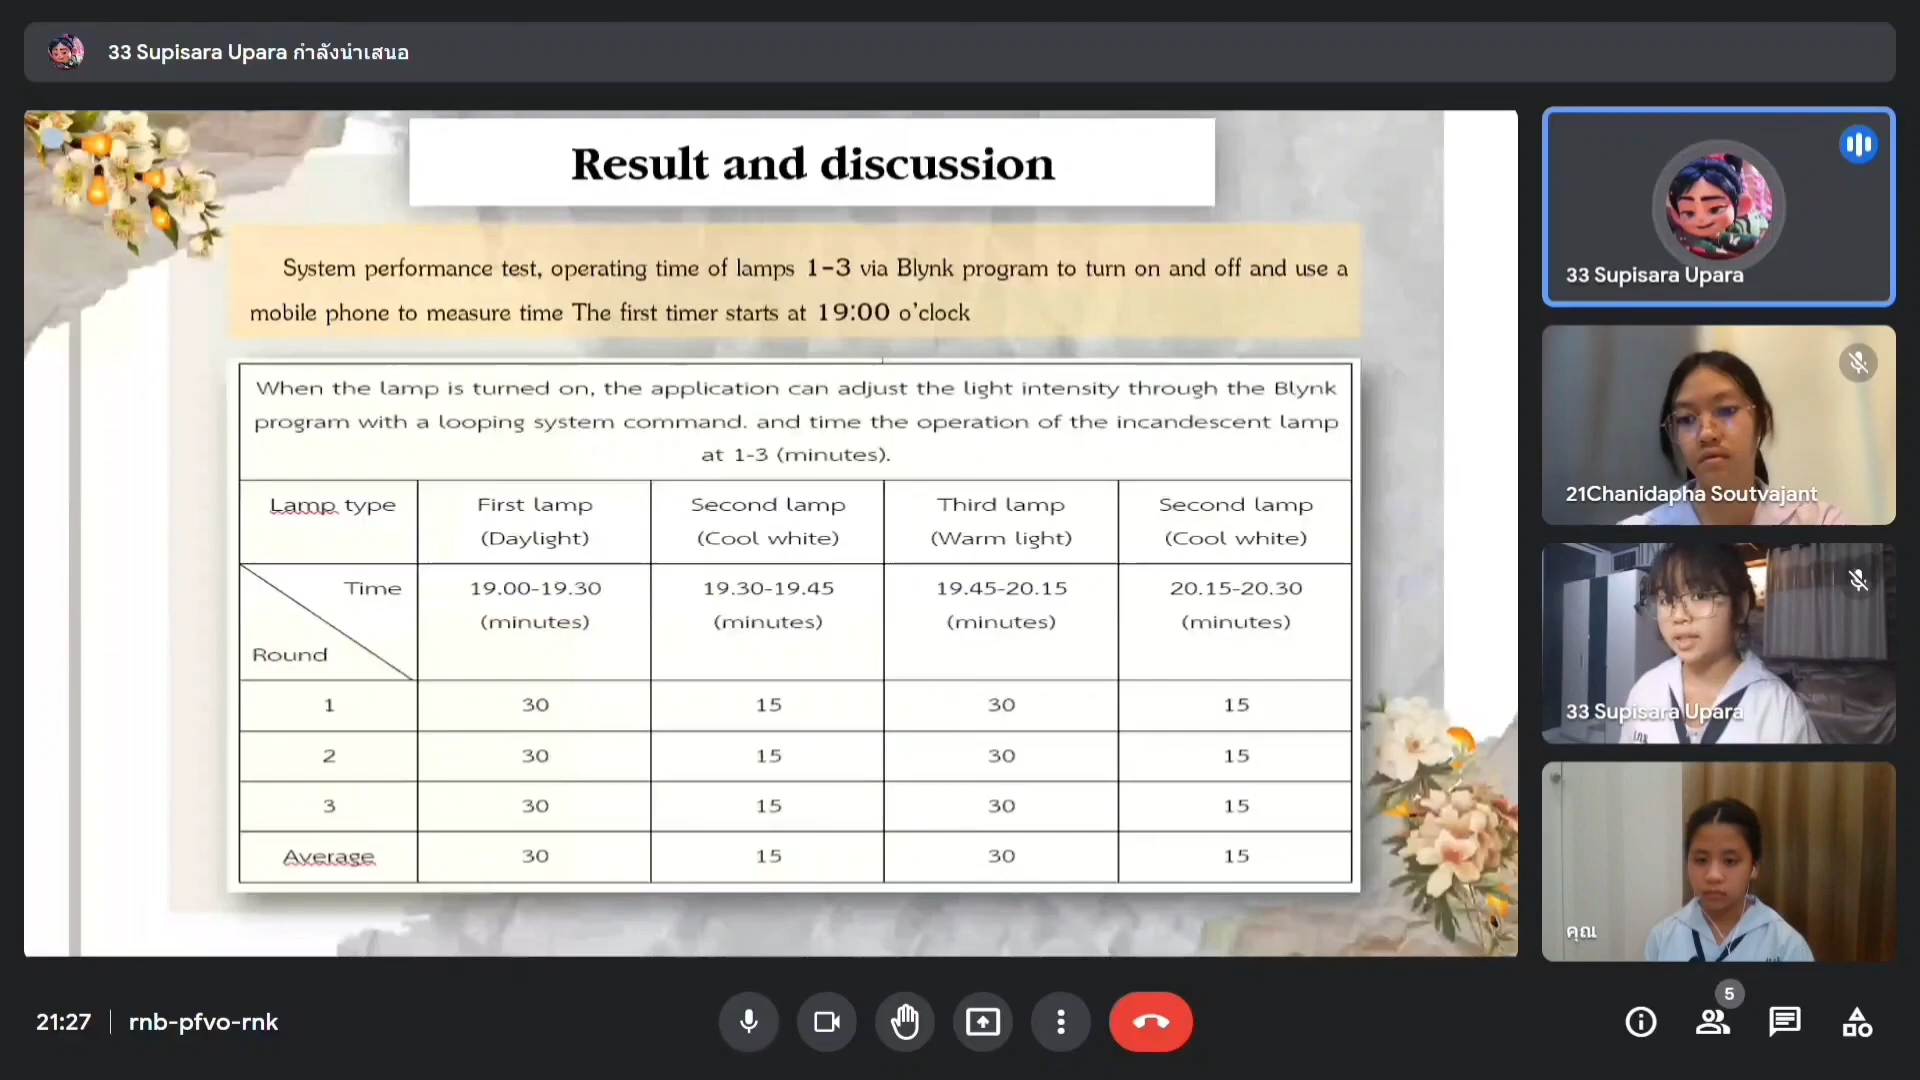 33 Supisara Upara กำลังนำเสนอ
Result and discussion
System performance test, operating time of lamps 1-3 via Blynk program to turn on and off and use a
mobile phone to measure time The first timer starts at 19:00 o'clock
When the lamp is turned on, the application can adjust the light intensity through the Blynk
program with a looping system command. and time the operation of the incandescent lamp
at 1-3 (minutes).
Lamp type First lamp (Daylight) Second lamp (Cool white) Third lamp (Warm light) Second lamp (Cool white)
Time 19.00-19.30 (minutes) 19.30-19.45 (minutes) 19.45-20.15 (minutes) 20.15-20.30 (minutes)
Round
1 30 15 30 15
2 30 15 30 15
3 30 15 30 15
Average 30 15 30 15
33 Supisara Upara
21Chanidapha Soutvajant
33 Supisara Upara
คุณ
21:27 | rnb-pfvo-rnk
5